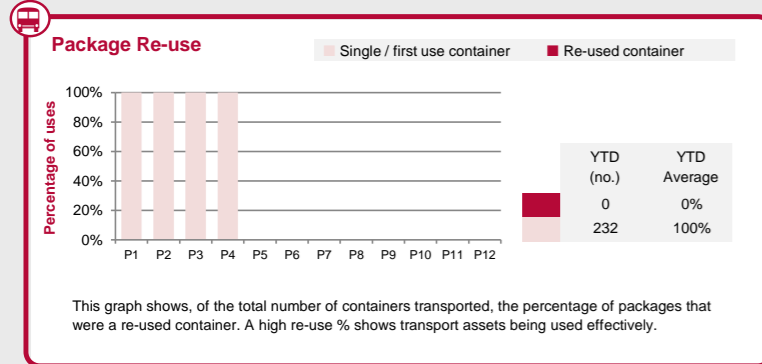 Package Re-use
Single / first use container
Re-used container
Percentage of uses
100%
80%
60%
40%
20%
0%
P1 P2 P3 P4 P5 P6 P7 P8 P9 P10 P11 P12
YTD YTD
(no.) Average
0 0%
232 100%
This graph shows, of the total number of containers transported, the percentage of packages that
were a re-used container. A high re-use % shows transport assets being used effectively.